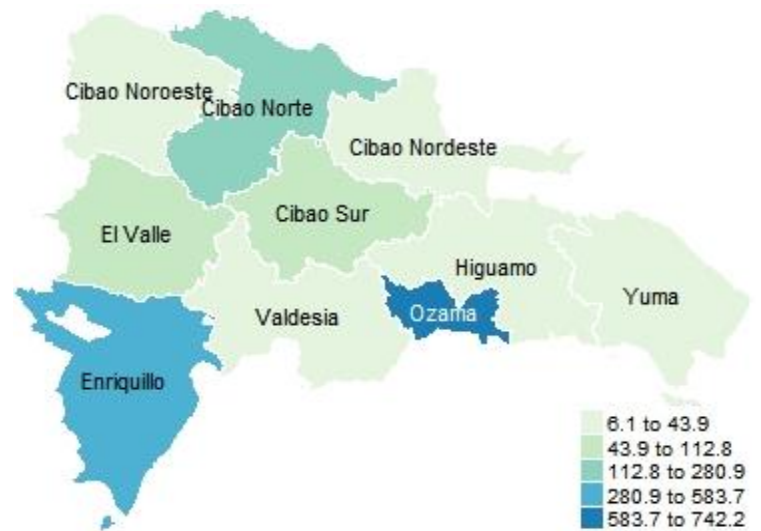 Cibao Noroeste
Cibao Norte
Cibao Nordeste
Cibao Sur
El Valle
Higuamo
Yuma
Valdesia
Ozama
Enriquillo
6.1 to 43.9
43.9 to 112.8
112.8 to 280.9
280.9 to 583.7
583.7 to 742.2